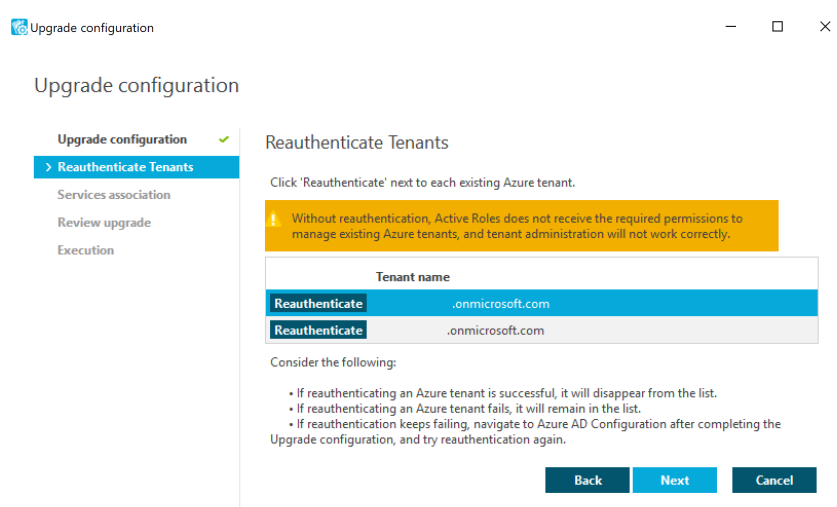 Upgrade configuration
Upgrade configuration
Upgrade configuration
Reauthenticate Tenants
Services association
Review upgrade
Execution
Reauthenticate Tenants
Click 'Reauthenticate' next to each existing Azure tenant.
Without reauthentication, Active Roles does not receive the required permissions to
manage existing Azure tenants, and tenant administration will not work correctly.
Tenant name
Reauthenticate .onmicrosoft.com
Reauthenticate .onmicrosoft.com
Consider the following:
• If reauthenticating an Azure tenant is successful, it will disappear from the list.
• If reauthenticating an Azure tenant fails, it will remain in the list.
• If reauthentication keeps failing, navigate to Azure AD Configuration after completing the
Upgrade configuration, and try reauthentication again.
Back Next Cancel